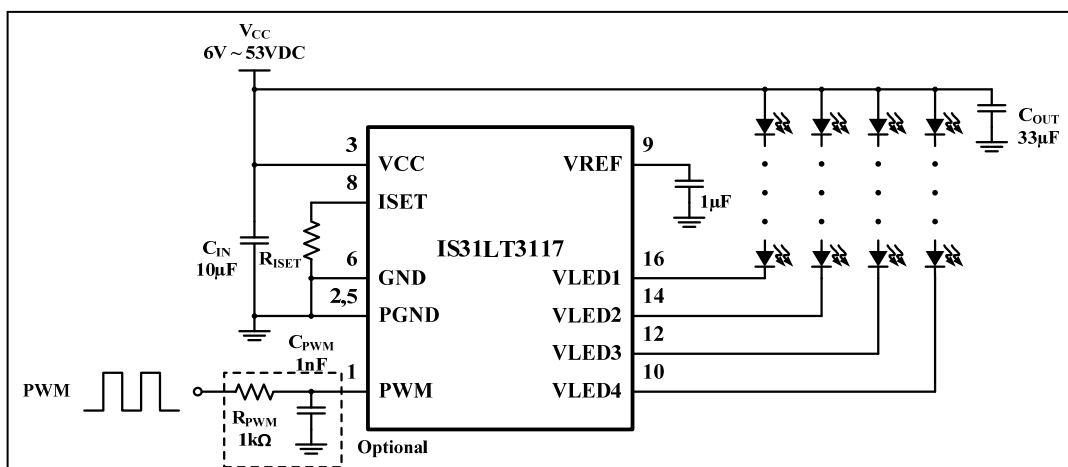 VCC
6V ~ 53VDC
3
VCC
8
ISET
RISET
CIN
10µF
6
GND
2,5
PGND
IS31LT3117
9
VREF
1µF
COUT
33µF
16
VLED1
14
VLED2
12
VLED3
10
VLED4
CPWM
1nF
1
PWM
PWM
RPWM
1kΩ
Optional